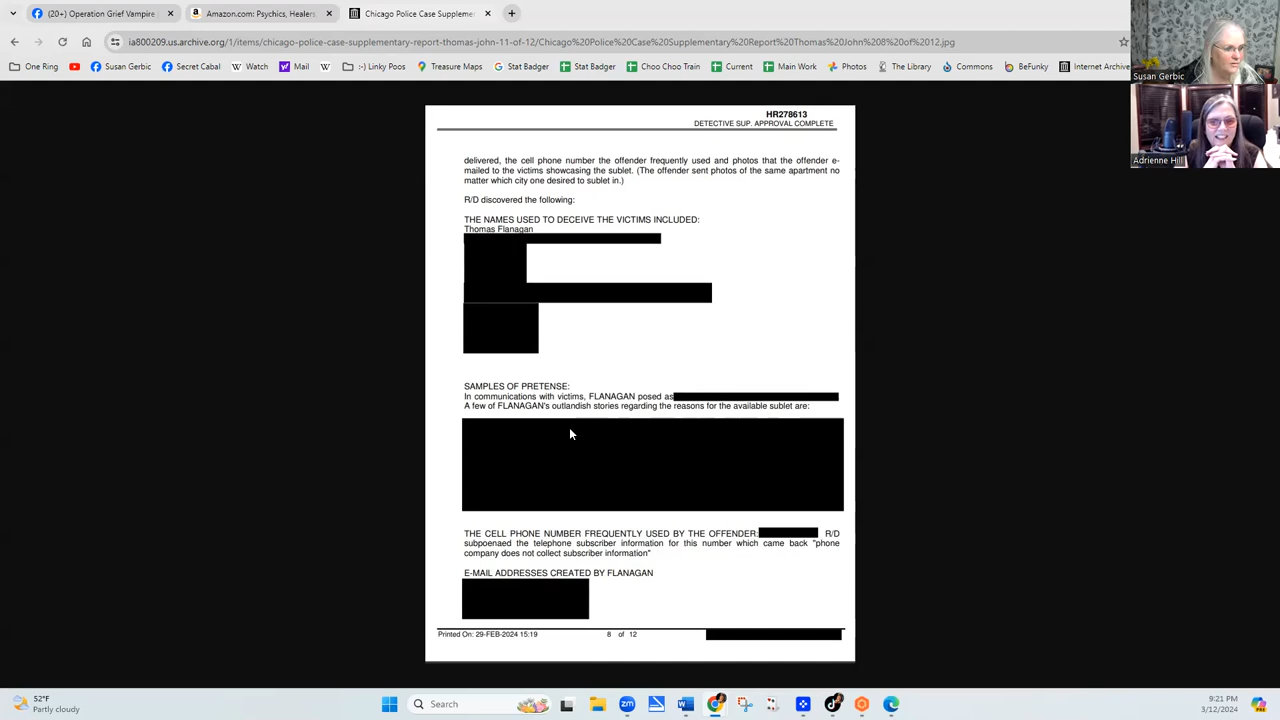 (20+) Operation Grief Vampire
Amazon.com: Psychics, Healers
Chicago Police Case Supplemen
ia800209.us.archive.org/1/items/chicago-police-case-supplementary-report-thomas-john-11-of-12/Chicago%20Police%20Case%20Supplementary%20Report%20Thomas%20John%208%20of%2012.jpg
One Ring Susan Gerbic Secret Cabal Watch Mail :-) Linky Poos Treasure Maps Stat Badger Stat Badger Choo Choo Train Current Main Work Photos The Library Commons BeFunky Internet Archive
Susan Gerbic
Adrienne Hill
HR278613
DETECTIVE SUP. APPROVAL COMPLETE
delivered, the cell phone number the offender frequently used and photos that the offender e-
mailed to the victims showcasing the sublet. (The offender sent photos of the same apartment no
matter which city one desired to sublet in.)
R/D discovered the following:
THE NAMES USED TO DECEIVE THE VICTIMS INCLUDED:
Thomas Flanagan
SAMPLES OF PRETENSE:
In communications with victims, FLANAGAN posed as
A few of FLANAGAN's outlandish stories regarding the reasons for the available sublet are:
THE CELL PHONE NUMBER FREQUENTLY USED BY THE OFFENDER: R/D
subpoenaed the telephone subscriber information for this number which came back "phone
company does not collect subscriber information"
E-MAIL ADDRESSES CREATED BY FLANAGAN
Printed On: 29-FEB-2024 15:19 8 of 12
52°F
Partly cloudy
Search
9:21 PM
3/12/2024